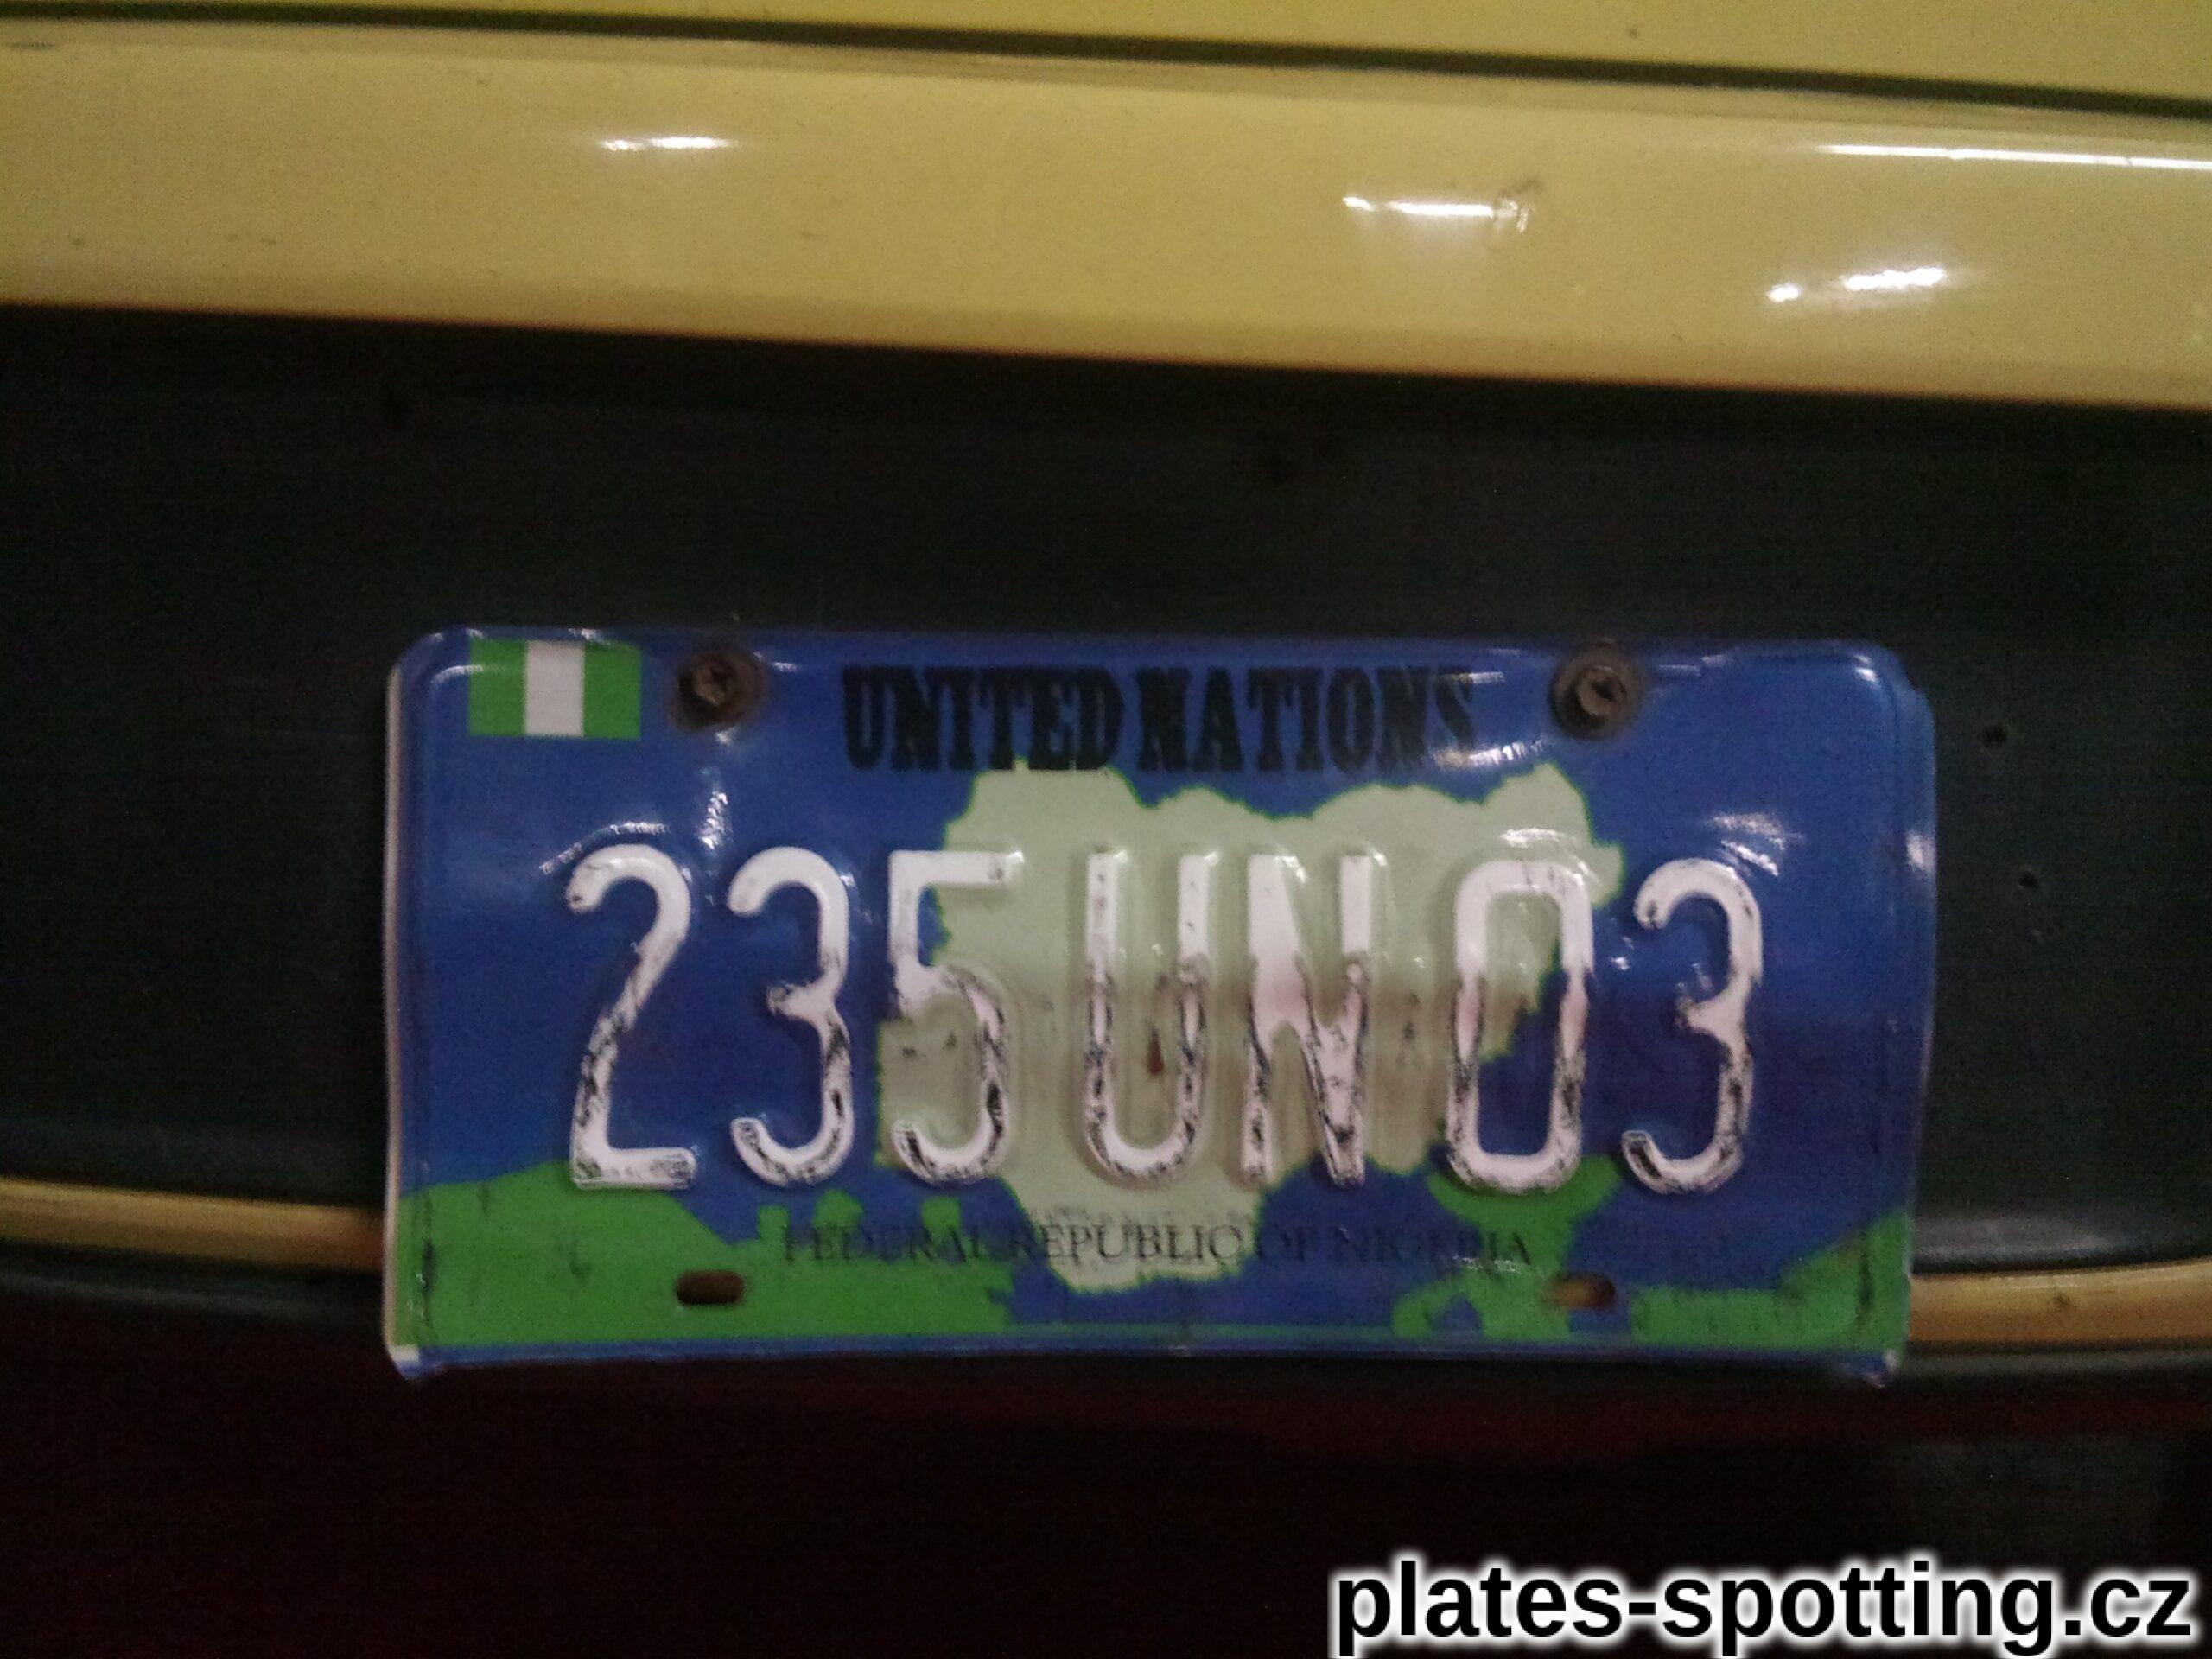 UNITED NATIONS
235UN03
FEDERAL REPUBLIC OF NIGERIA
plates-spotting.cz